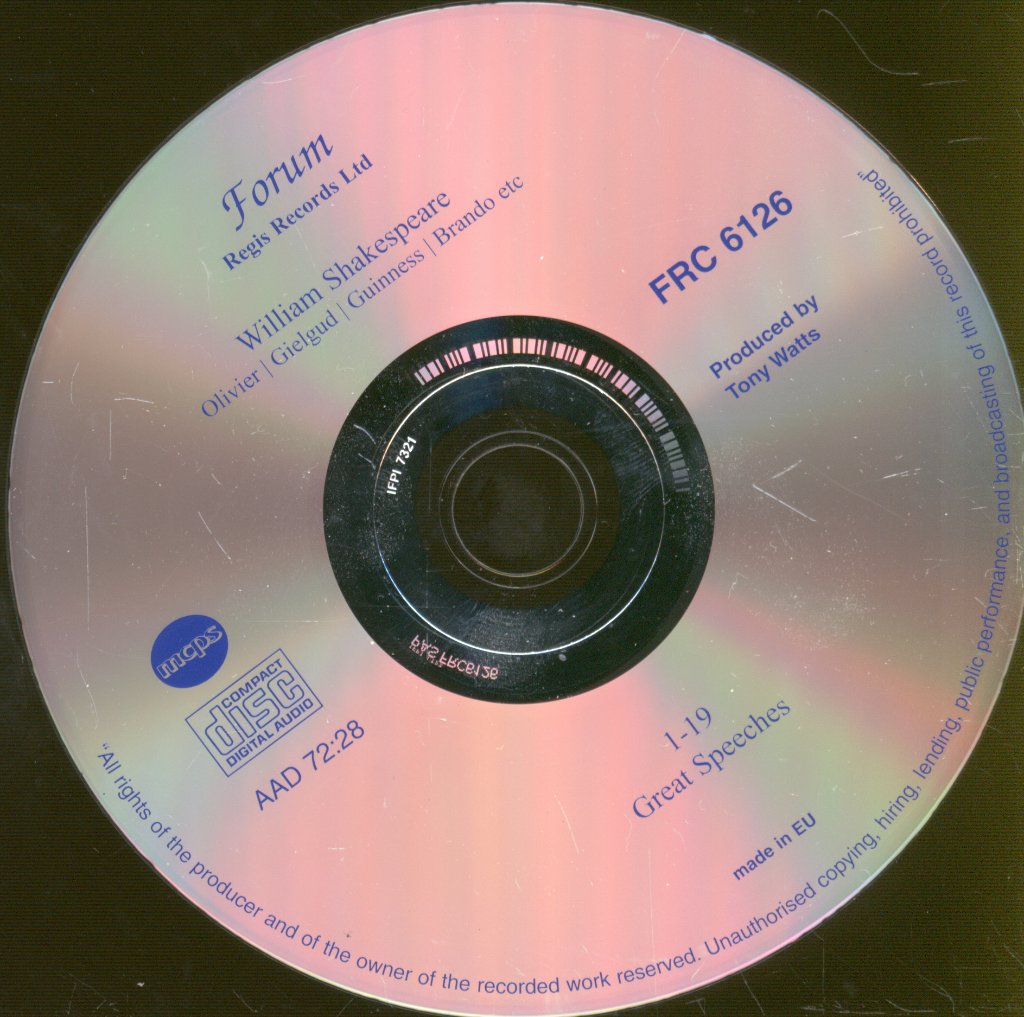 Forum
Regis Records Ltd
William Shakespeare
Olivier | Gielgud | Guinness | Brando etc
FRC 6126
Produced by
Tony Watts
IFPI 7321
mcps
COMPACT
disc
DIGITAL AUDIO
AAD 72:28
1-19
Great Speeches
made in EU
"All rights of the producer and of the owner of the recorded work reserved. Unauthorised copying, hiring, lending, public performance, and broadcasting of this record prohibited"